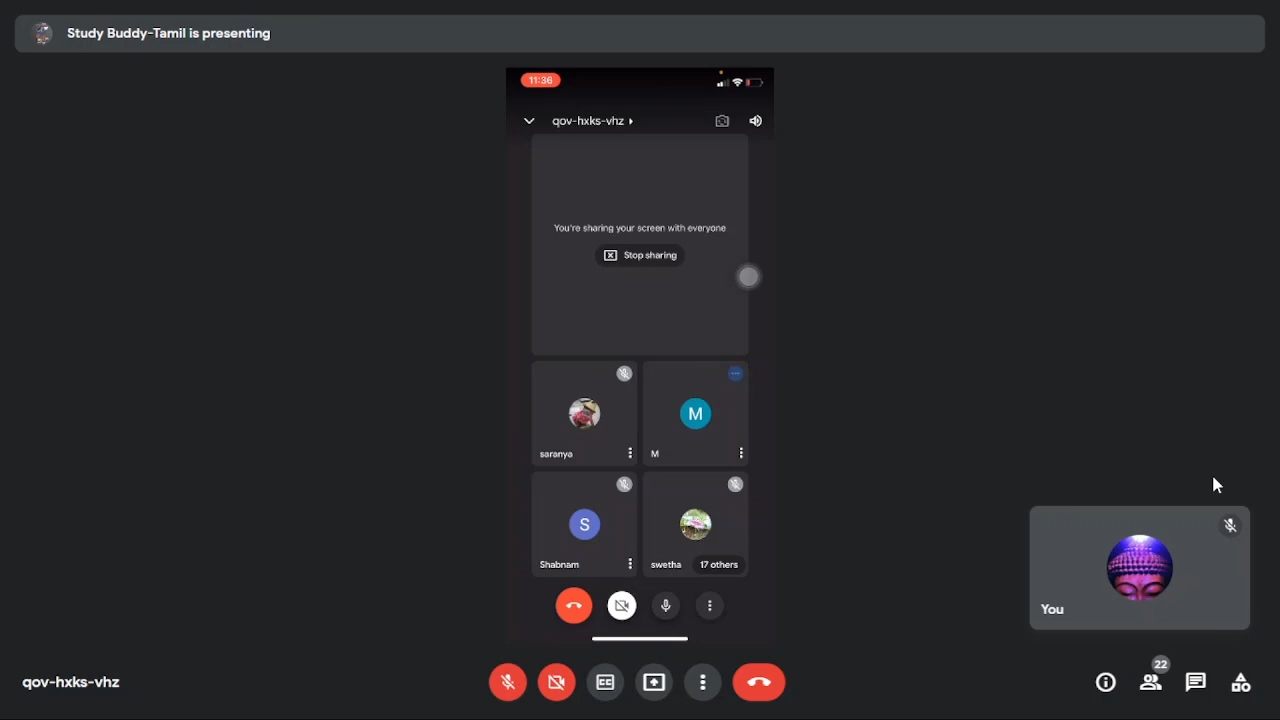 Study Buddy-Tamil is presenting
11:36
qov-hxks-vhz
You're sharing your screen with everyone
Stop sharing
saranya
M
M
S
Shabnam
swetha
17 others
You
qov-hxks-vhz
CC
22